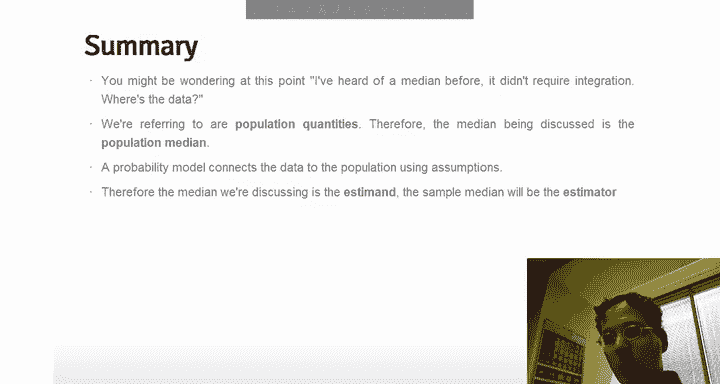 Summary
· You might be wondering at this point "I've heard of a median before, it didn't require integration.
Where's the data?"
· We're referring to are population quantities. Therefore, the median being discussed is the
population median.
· A probability model connects the data to the population using assumptions.
· Therefore the median we're discussing is the estimand, the sample median will be the estimator